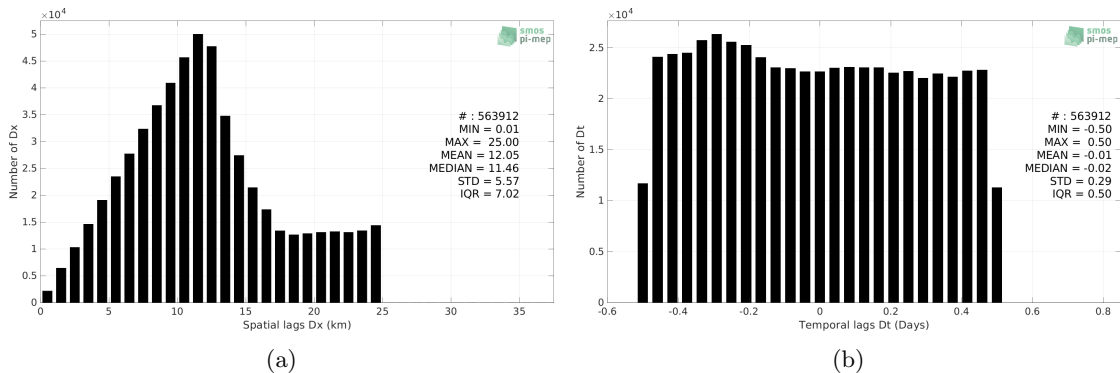 ×10⁴
smos
pi-mep
5
4.5
4
3.5
3
2.5
2
1.5
1
0.5
0
Number of Dx
# : 563912
MIN = 0.01
MAX = 25.00
MEAN = 12.05
MEDIAN = 11.46
STD = 5.57
IQR = 7.02
0 5 10 15 20 25 30 35
Spatial lags Dx (km)
(a)
×10⁴
smos
pi-mep
2.5
2
1.5
1
0.5
0
Number of Dt
# : 563912
MIN = -0.50
MAX = 0.50
MEAN = -0.01
MEDIAN = -0.02
STD = 0.29
IQR = 0.50
-0.6 -0.4 -0.2 0 0.2 0.4 0.6 0.8
Temporal lags Dt (Days)
(b)